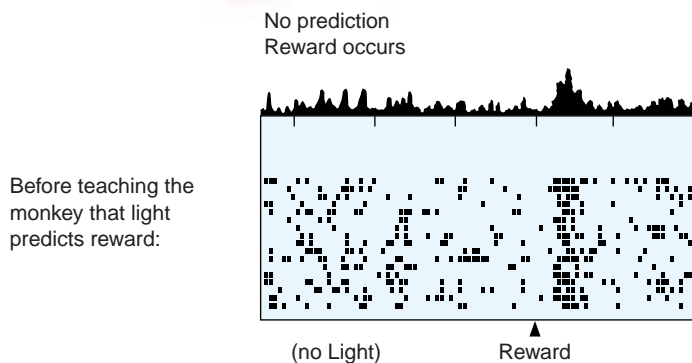 No prediction
Reward occurs
Before teaching the
monkey that light
predicts reward:
(no Light)
Reward